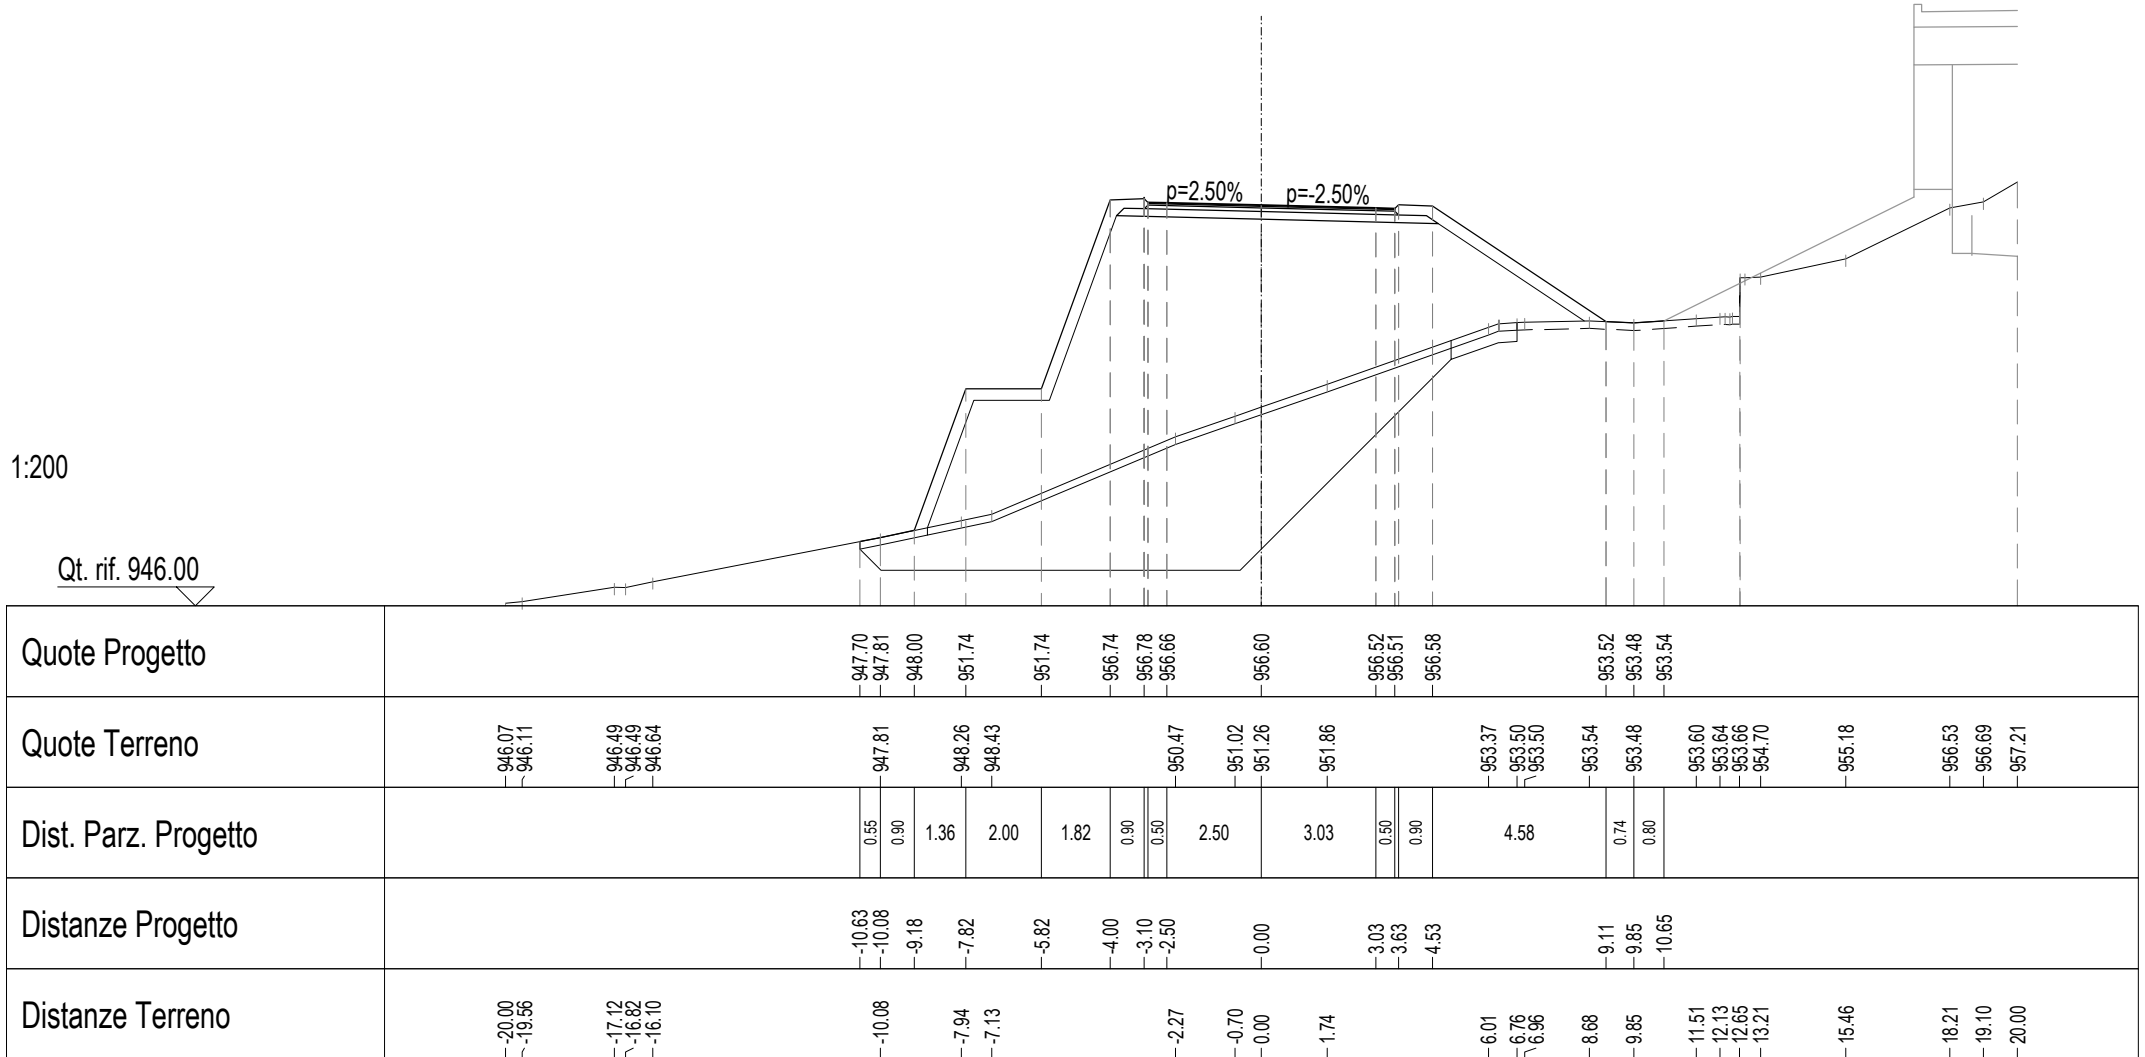 p=2.50% p=-2.50%
1:200
Qt. rif. 946.00
Quote Progetto 947.70 947.81 948.00 951.74 951.74 956.74 956.78 956.66 956.60 956.52 956.51 956.58 953.52 953.48 953.54
Quote Terreno 946.07 946.11 946.49 946.49 946.64 947.81 948.26 948.43 950.47 951.02 951.26 951.86 953.37 953.50 953.50 953.54 953.48 953.60 953.64 953.66 954.70 955.18 956.53 956.69 957.21
Dist. Parz. Progetto 0.55 0.90 1.36 2.00 1.82 0.90 0.50 2.50 3.03 0.50 0.90 4.58 0.74 0.80
Distanze Progetto -10.63 -10.08 -9.18 -7.82 -5.82 -4.00 -3.10 -2.50 0.00 3.03 3.63 4.53 9.11 9.85 10.65
Distanze Terreno -20.00 -19.56 -17.12 -16.82 -16.10 -10.08 -7.94 -7.13 -2.27 -0.70 0.00 1.74 6.01 6.76 6.96 8.68 9.85 11.51 12.13 12.65 13.21 15.46 18.21 19.10 20.00